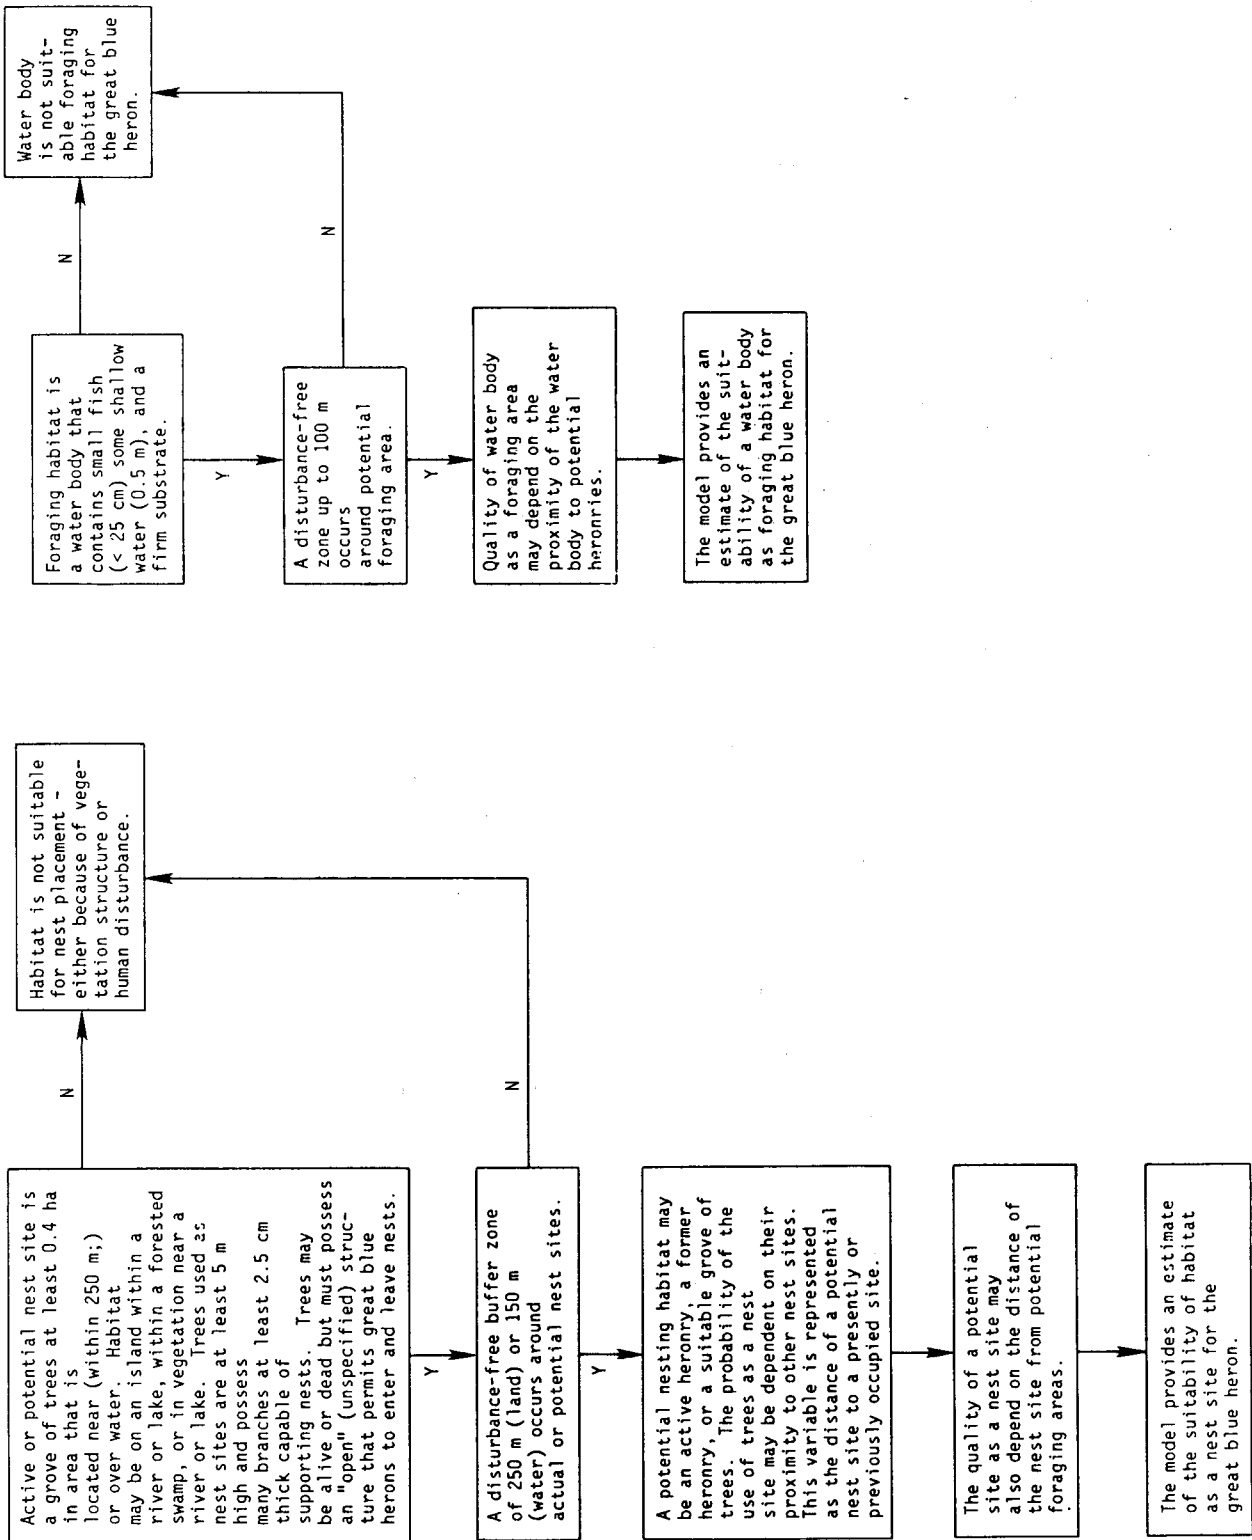 Active or potential nest site is
a grove of trees at least 0.4 ha
in area that is
located near (within 250 m;)
or over water. Habitat
may be on an island within a
river or lake, within a forested
swamp, or in vegetation near a
river or lake. Trees used as
nest sites are at least 5 m
high and possess
many branches at least 2.5 cm
thick capable of
supporting nests. Trees may
be alive or dead but must possess
an "open" (unspecified) struc-
ture that permits great blue
herons to enter and leave nests.
N
Habitat is not suitable
for nest placement -
either because of vege-
tation structure or
human disturbance.
Y
A disturbance-free buffer zone
of 250 m (land) or 150 m
(water) occurs around
actual or potential nest sites.
N
Y
A potential nesting habitat may
be an active heronry, a former
heronry, or a suitable grove of
trees. The probability of the
use of trees as a nest
site may be dependent on their
proximity to other nest sites.
This variable is represented
as the distance of a potential
nest site to a presently or
previously occupied site.
The quality of a potential
site as a nest site may
also depend on the distance of
the nest site from potential
foraging areas.
The model provides an estimate
of the suitability of habitat
as a nest site for the
great blue heron.
Foraging habitat is
a water body that
contains small fish
(< 25 cm) some shallow
water (0.5 m), and a
firm substrate.
N
Water body
is not suit-
able foraging
habitat for
the great blue
heron.
Y
A disturbance-free
zone up to 100 m
occurs
around potential
foraging area.
N
Y
Quality of water body
as a foraging area
may depend on the
proximity of the water
body to potential
heronries.
The model provides an
estimate of the suit-
ability of a water body
as foraging habitat for
the great blue heron.